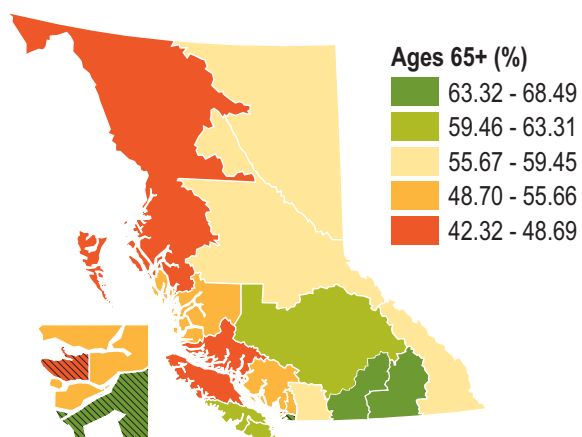 Ages 65+ (%)
63.32 - 68.49
59.46 - 63.31
55.67 - 59.45
48.70 - 55.66
42.32 - 48.69